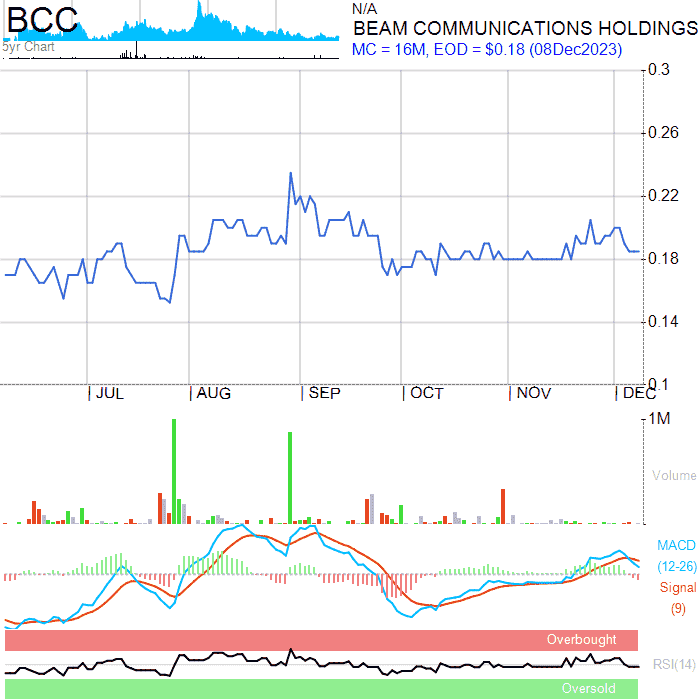 BCC
5yr Chart
N/A
BEAM COMMUNICATIONS HOLDINGS
MC = 16M, EOD = $0.18 (08Dec2023)
0.3
0.26
0.22
0.18
0.14
0.1
JUL AUG SEP OCT NOV DEC
1M
Volume
MACD
(12-26)
Signal
(9)
Overbought
RSI(14)
Oversold